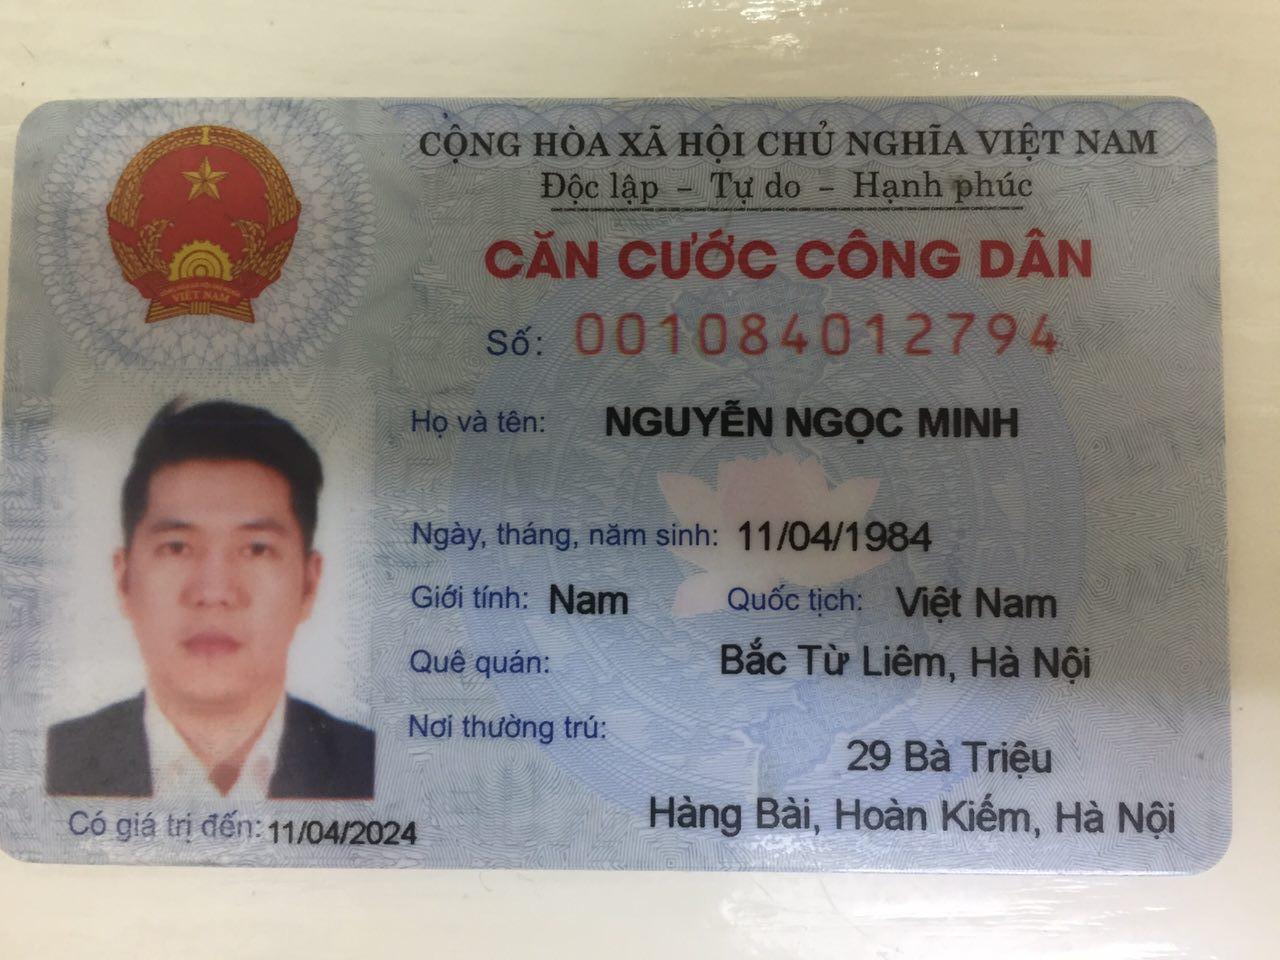 CỘNG HÒA XÃ HỘI CHỦ NGHĨA VIỆT NAM
Độc lập – Tự do – Hạnh phúc
CĂN CƯỚC CÔNG DÂN
Số: 001084012794
Họ và tên: NGUYỄN NGỌC MINH
Ngày, tháng, năm sinh: 11/04/1984
Giới tính: Nam Quốc tịch: Việt Nam
Quê quán: Bắc Từ Liêm, Hà Nội
Nơi thường trú:
29 Bà Triệu
Hàng Bài, Hoàn Kiếm, Hà Nội
Có giá trị đến: 11/04/2024
VIỆT NAM